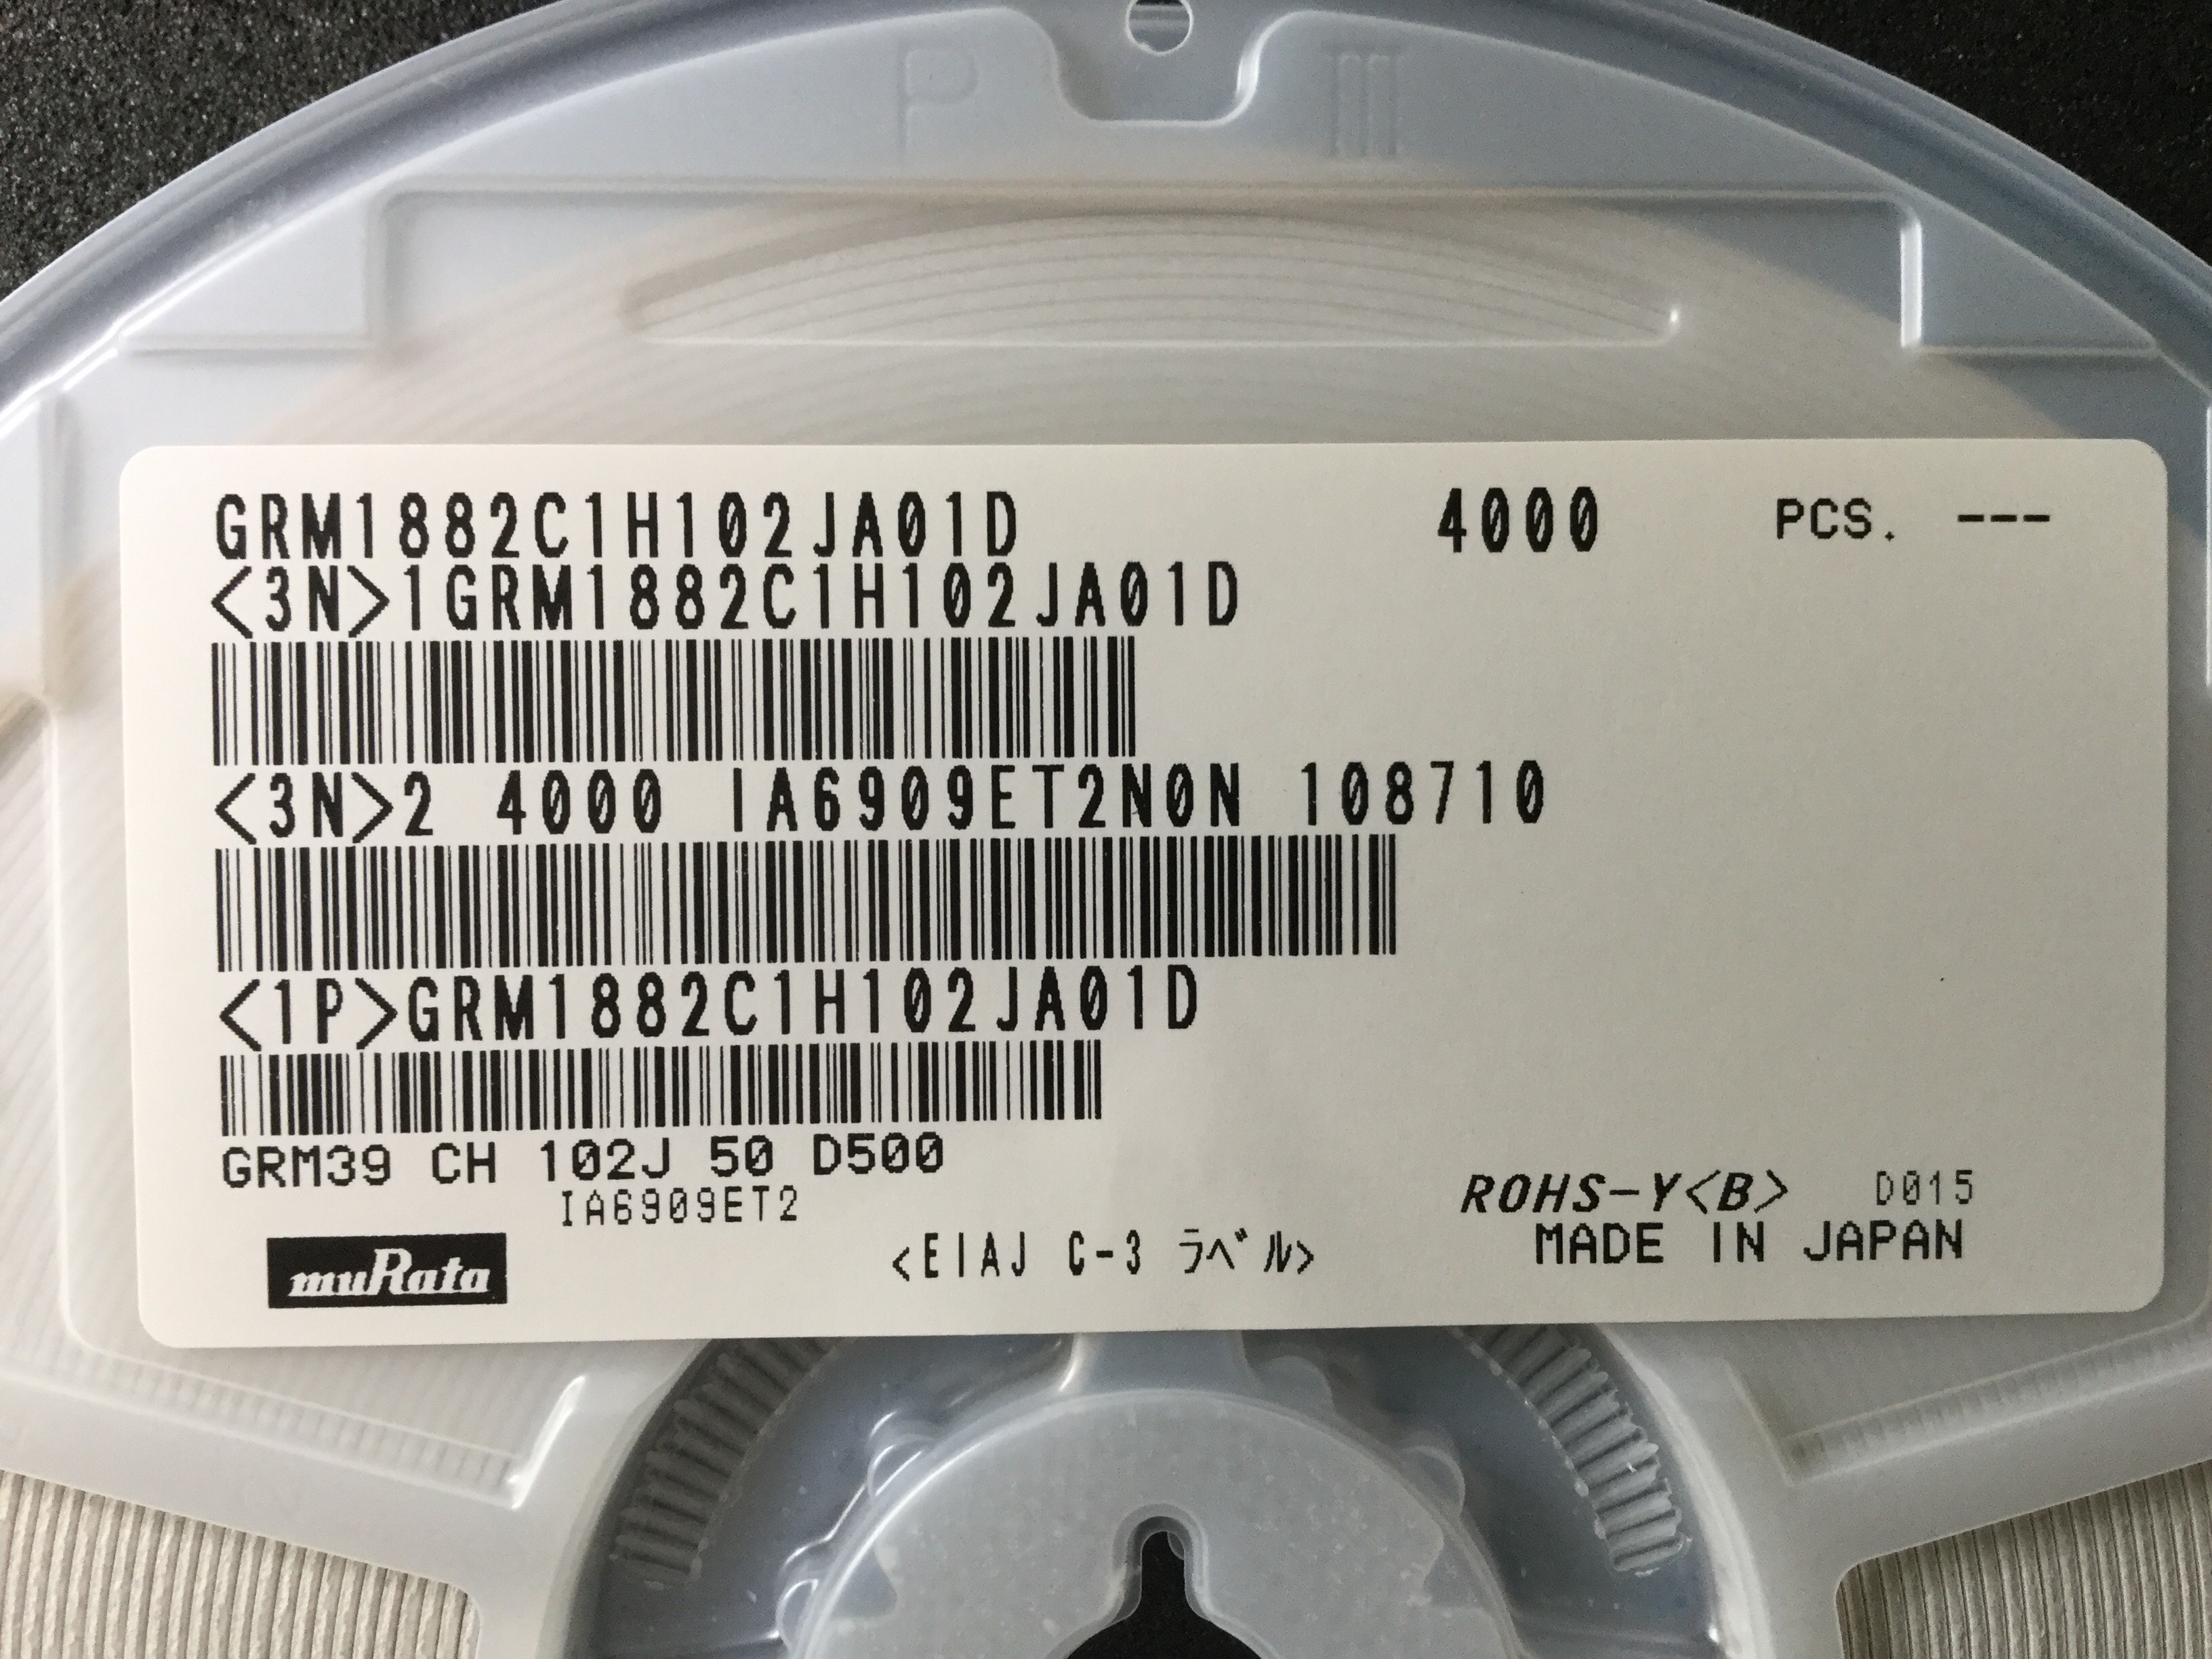 P III
GRM1882C1H102JA01D 4000 PCS. ---
<3N>1GRM1882C1H102JA01D
<3N>2 4000 IA6909ET2N0N 108710
<1P>GRM1882C1H102JA01D
GRM39 CH 102J 50 D500
IA6909ET2
ROHS-Y<B> D015
muRata
<EIAJ C-3 ラベル>
MADE IN JAPAN